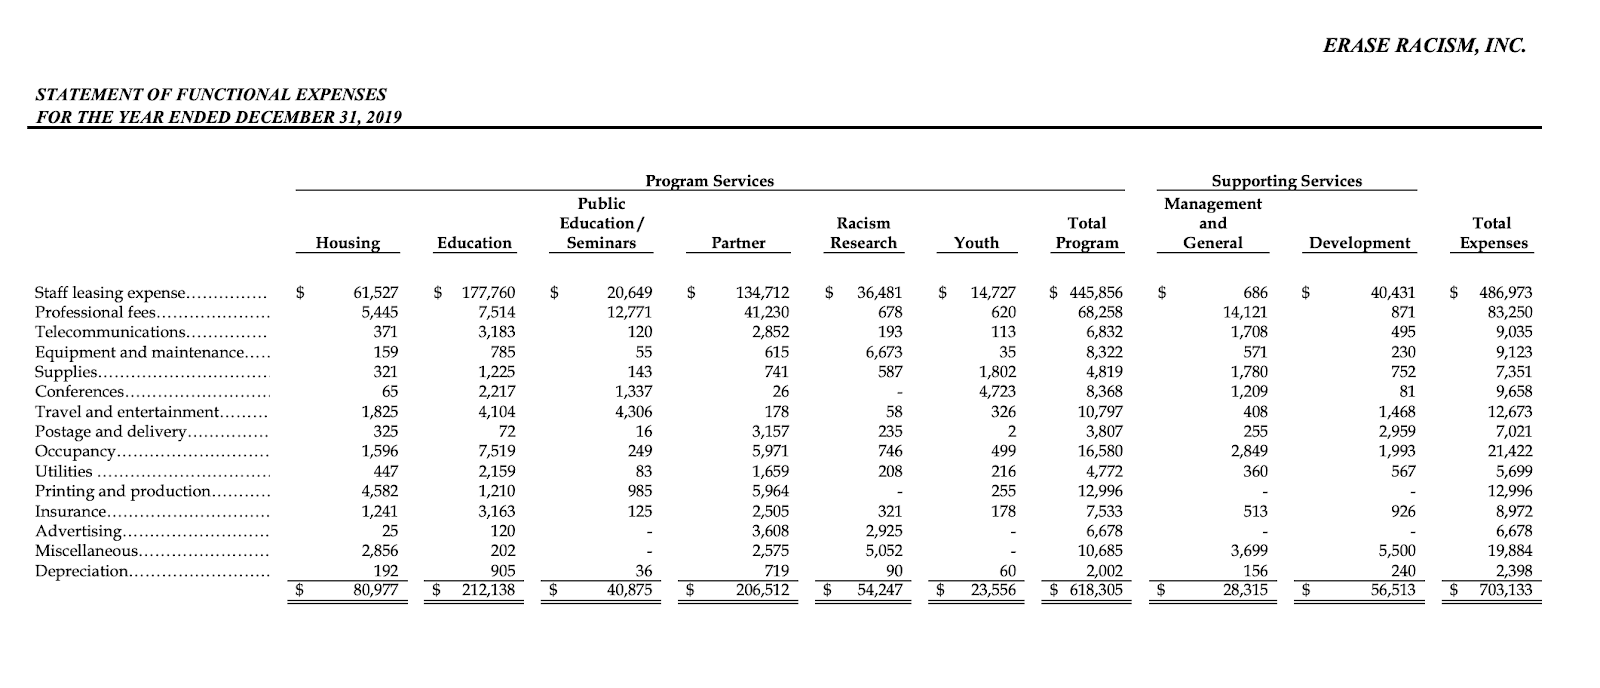 ERASE RACISM, INC.
STATEMENT OF FUNCTIONAL EXPENSES
FOR THE YEAR ENDED DECEMBER 31, 2019
Program Services Supporting Services
Public Management
Education/ Racism Total and Total
Housing Education Seminars Partner Research Youth Program General Development Expenses
Staff leasing expense............... $ 61,527 $ 177,760 $ 20,649 $ 134,712 $ 36,481 $ 14,727 $ 445,856 $ 686 $ 40,431 $ 486,973
Professional fees..................... 5,445 7,514 12,771 41,230 678 620 68,258 14,121 871 83,250
Telecommunications............... 371 3,183 120 2,852 193 113 6,832 1,708 495 9,035
Equipment and maintenance..... 159 785 55 615 6,673 35 8,322 571 230 9,123
Supplies............................... 321 1,225 143 741 587 1,802 4,819 1,780 752 7,351
Conferences.......................... 65 2,217 1,337 26 - 4,723 8,368 1,209 81 9,658
Travel and entertainment......... 1,825 4,104 4,306 178 58 326 10,797 408 1,468 12,673
Postage and delivery............... 325 72 16 3,157 235 2 3,807 255 2,959 7,021
Occupancy............................ 1,596 7,519 249 5,971 746 499 16,580 2,849 1,993 21,422
Utilities ................................ 447 2,159 83 1,659 208 216 4,772 360 567 5,699
Printing and production........... 4,582 1,210 985 5,964 - 255 12,996 - - 12,996
Insurance.............................. 1,241 3,163 125 2,505 321 178 7,533 513 926 8,972
Advertising........................... 25 120 - 3,608 2,925 - 6,678 - - 6,678
Miscellaneous........................ 2,856 202 - 2,575 5,052 - 10,685 3,699 5,500 19,884
Depreciation.......................... 192 905 36 719 90 60 2,002 156 240 2,398
$ 80,977 $ 212,138 $ 40,875 $ 206,512 $ 54,247 $ 23,556 $ 618,305 $ 28,315 $ 56,513 $ 703,133